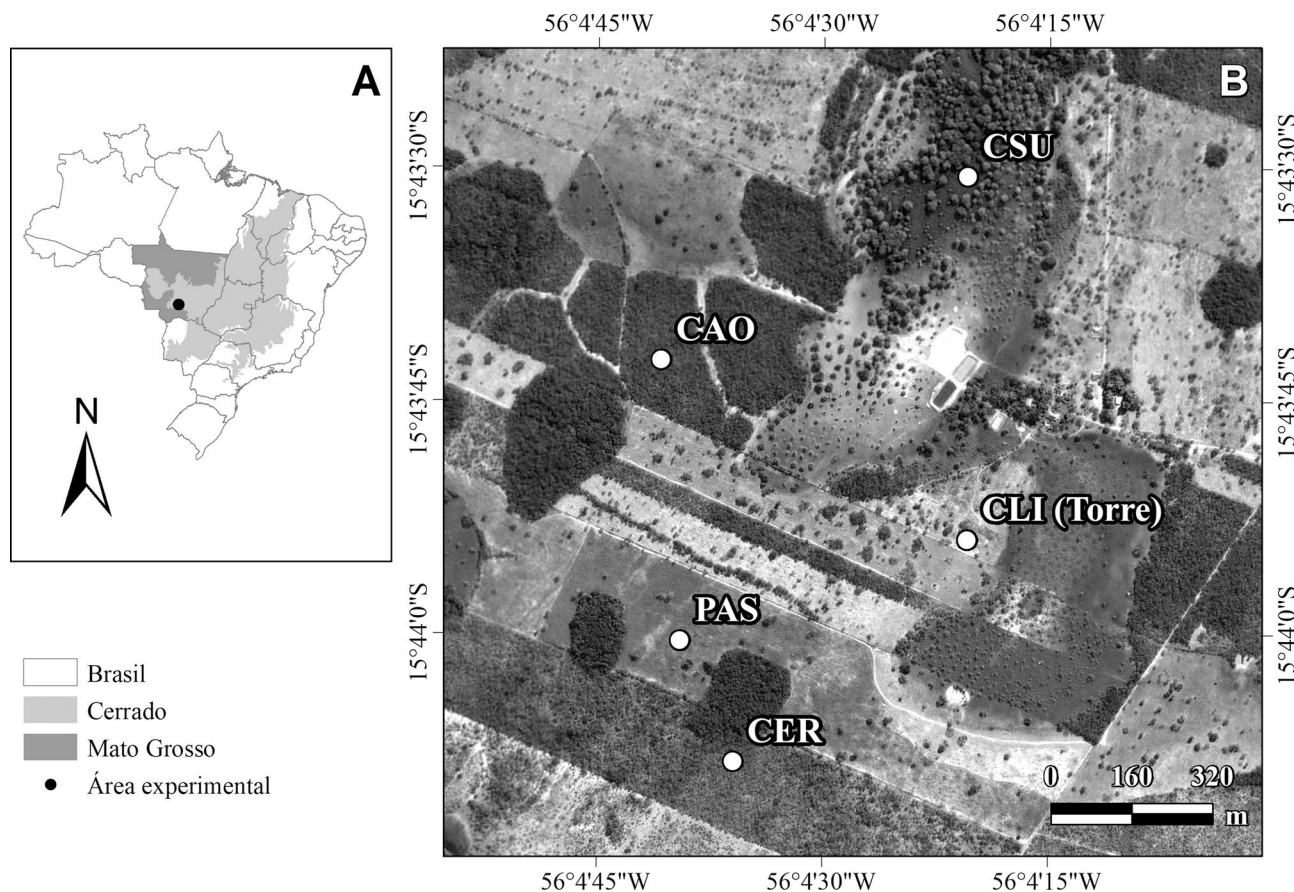 A
N
Brasil
Cerrado
Mato Grosso
Área experimental
56°4'45"W
56°4'30"W
56°4'15"W
B
15°43'30"S
15°43'45"S
15°44'0"S
CSU
CAO
CLI (Torre)
PAS
CER
0 160 320
m
15°43'30"S
15°43'45"S
15°44'0"S
56°4'45"W
56°4'30"W
56°4'15"W